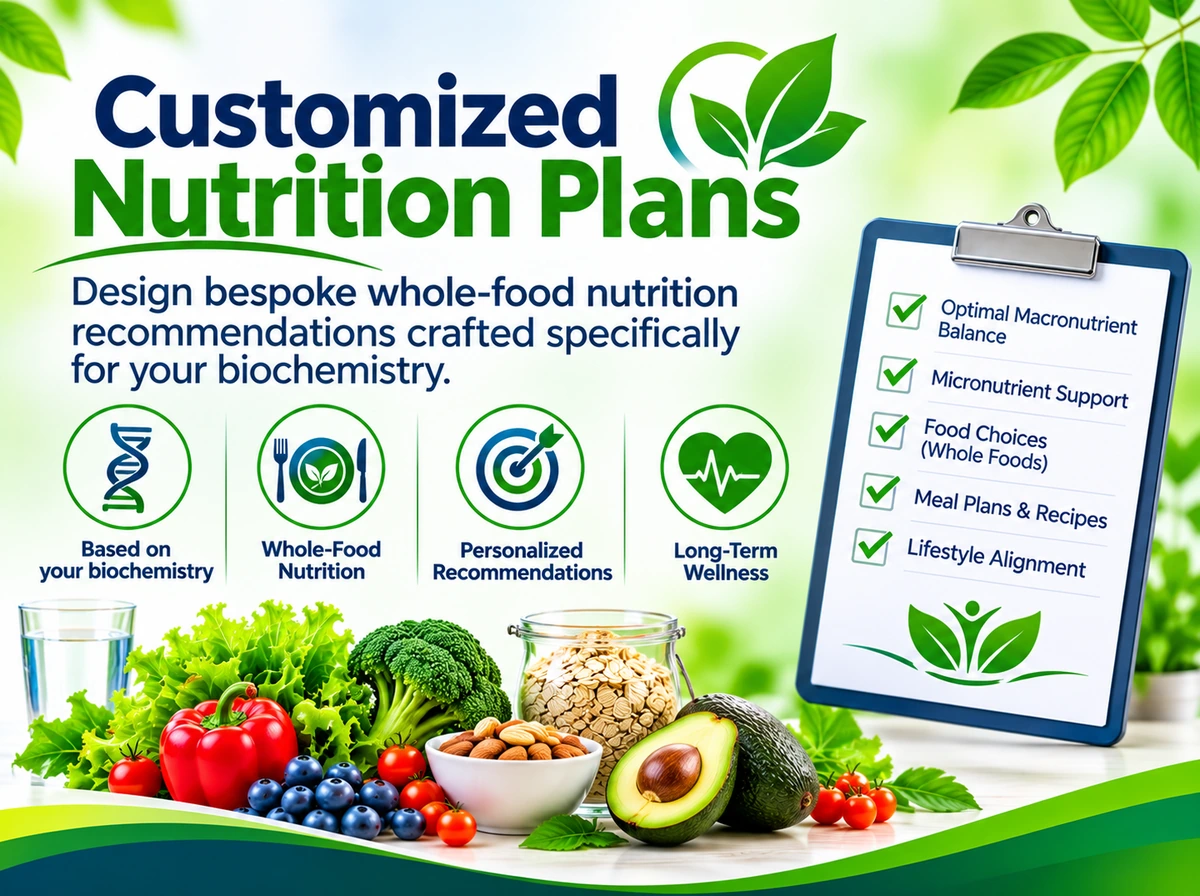 Customized
Nutrition Plans
Design bespoke whole-food nutrition
recommendations crafted specifically
for your biochemistry.
Based on
your biochemistry
Whole-Food
Nutrition
Personalized
Recommendations
Long-Term
Wellness
Optimal Macronutrient
Balance
Micronutrient Support
Food Choices
(Whole Foods)
Meal Plans & Recipes
Lifestyle Alignment